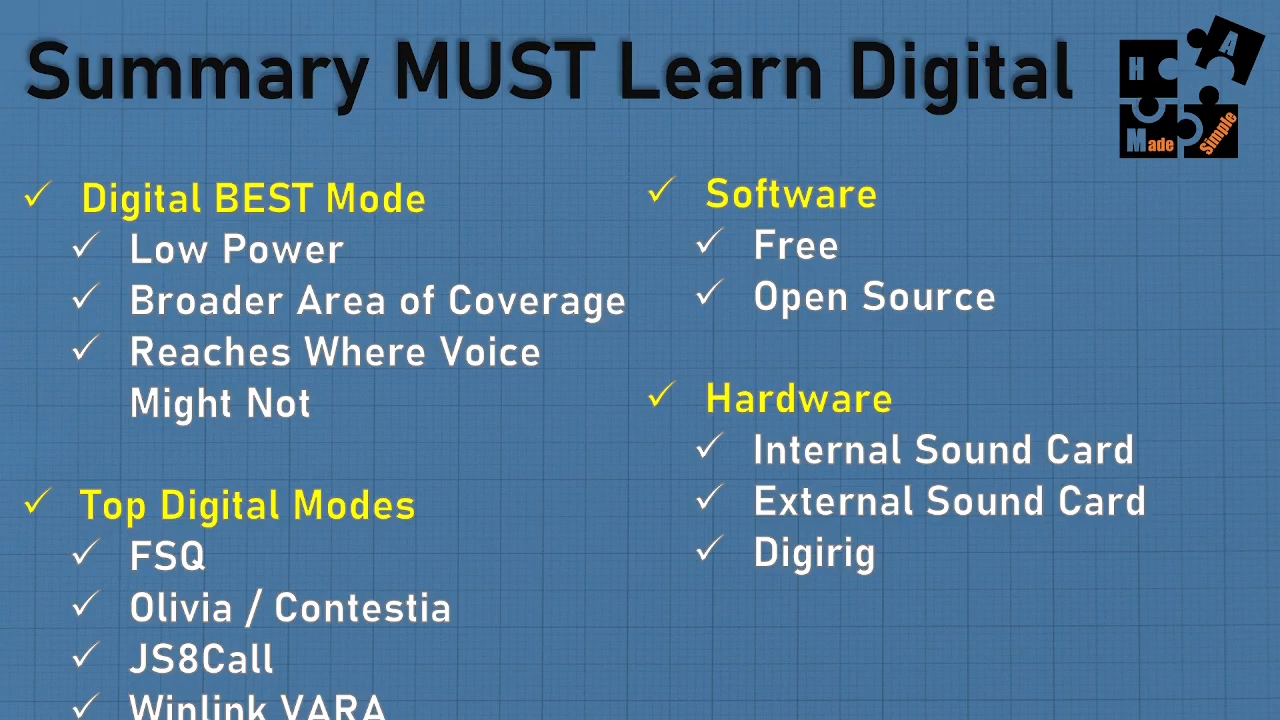 Summary MUST Learn Digital
H
A
Made
Simple
Digital BEST Mode
Low Power
Broader Area of Coverage
Reaches Where Voice
Might Not
Top Digital Modes
FSQ
Olivia / Contestia
JS8Call
Winlink VARA
Software
Free
Open Source
Hardware
Internal Sound Card
External Sound Card
Digirig